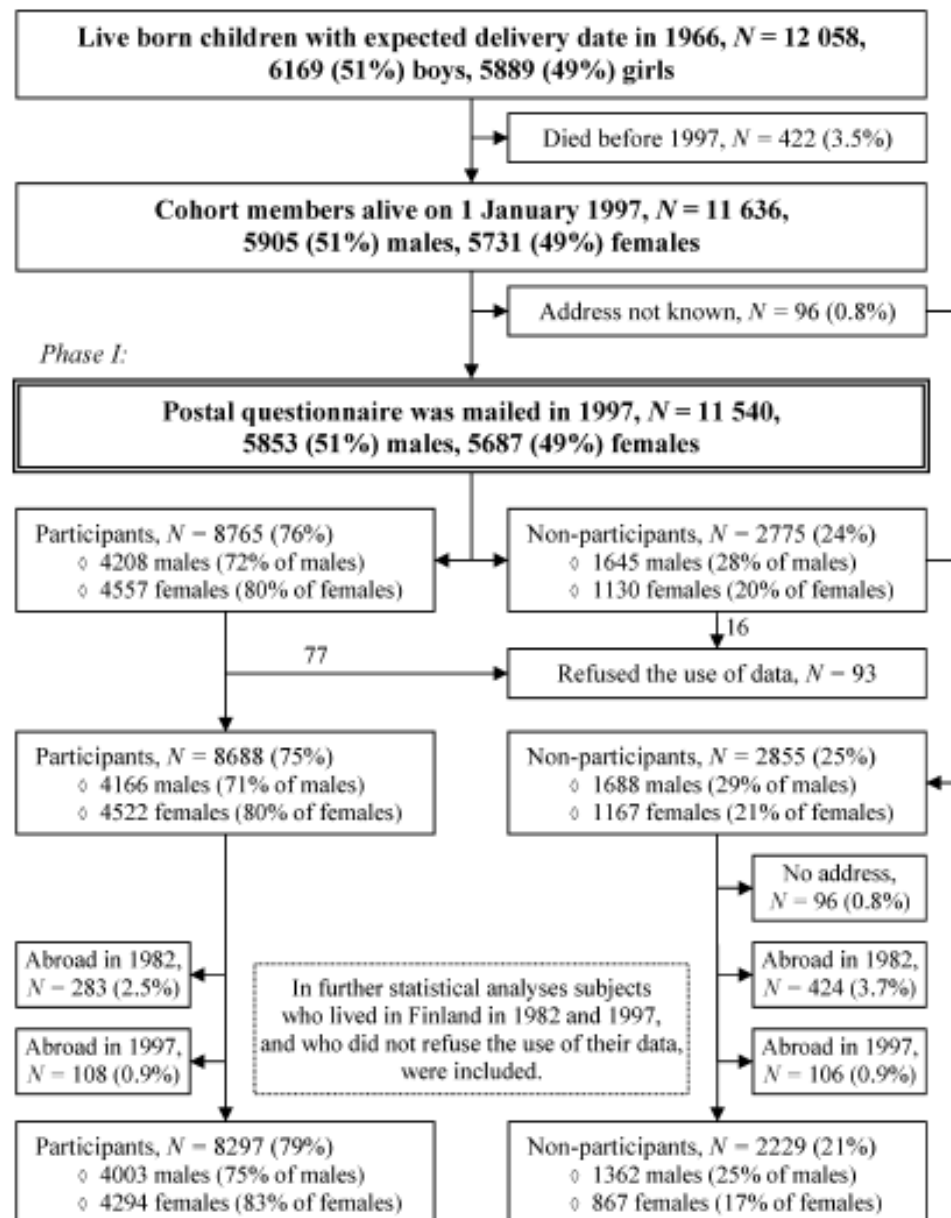 Live born children with expected delivery date in 1966, N = 12 058,
6169 (51%) boys, 5889 (49%) girls
Died before 1997, N = 422 (3.5%)
Cohort members alive on 1 January 1997, N = 11 636,
5905 (51%) males, 5731 (49%) females
Address not known, N = 96 (0.8%)
Phase I:
Postal questionnaire was mailed in 1997, N = 11 540,
5853 (51%) males, 5687 (49%) females
Participants, N = 8765 (76%)
◊ 4208 males (72% of males)
◊ 4557 females (80% of females)
Non-participants, N = 2775 (24%)
◊ 1645 males (28% of males)
◊ 1130 females (20% of females)
16
77
Refused the use of data, N = 93
Participants, N = 8688 (75%)
◊ 4166 males (71% of males)
◊ 4522 females (80% of females)
Non-participants, N = 2855 (25%)
◊ 1688 males (29% of males)
◊ 1167 females (21% of females)
No address,
N = 96 (0.8%)
Abroad in 1982,
N = 283 (2.5%)
Abroad in 1997,
N = 108 (0.9%)
In further statistical analyses subjects
who lived in Finland in 1982 and 1997,
and who did not refuse the use of their data,
were included.
Abroad in 1982,
N = 424 (3.7%)
Abroad in 1997,
N = 106 (0.9%)
Participants, N = 8297 (79%)
◊ 4003 males (75% of males)
◊ 4294 females (83% of females)
Non-participants, N = 2229 (21%)
◊ 1362 males (25% of males)
◊ 867 females (17% of females)